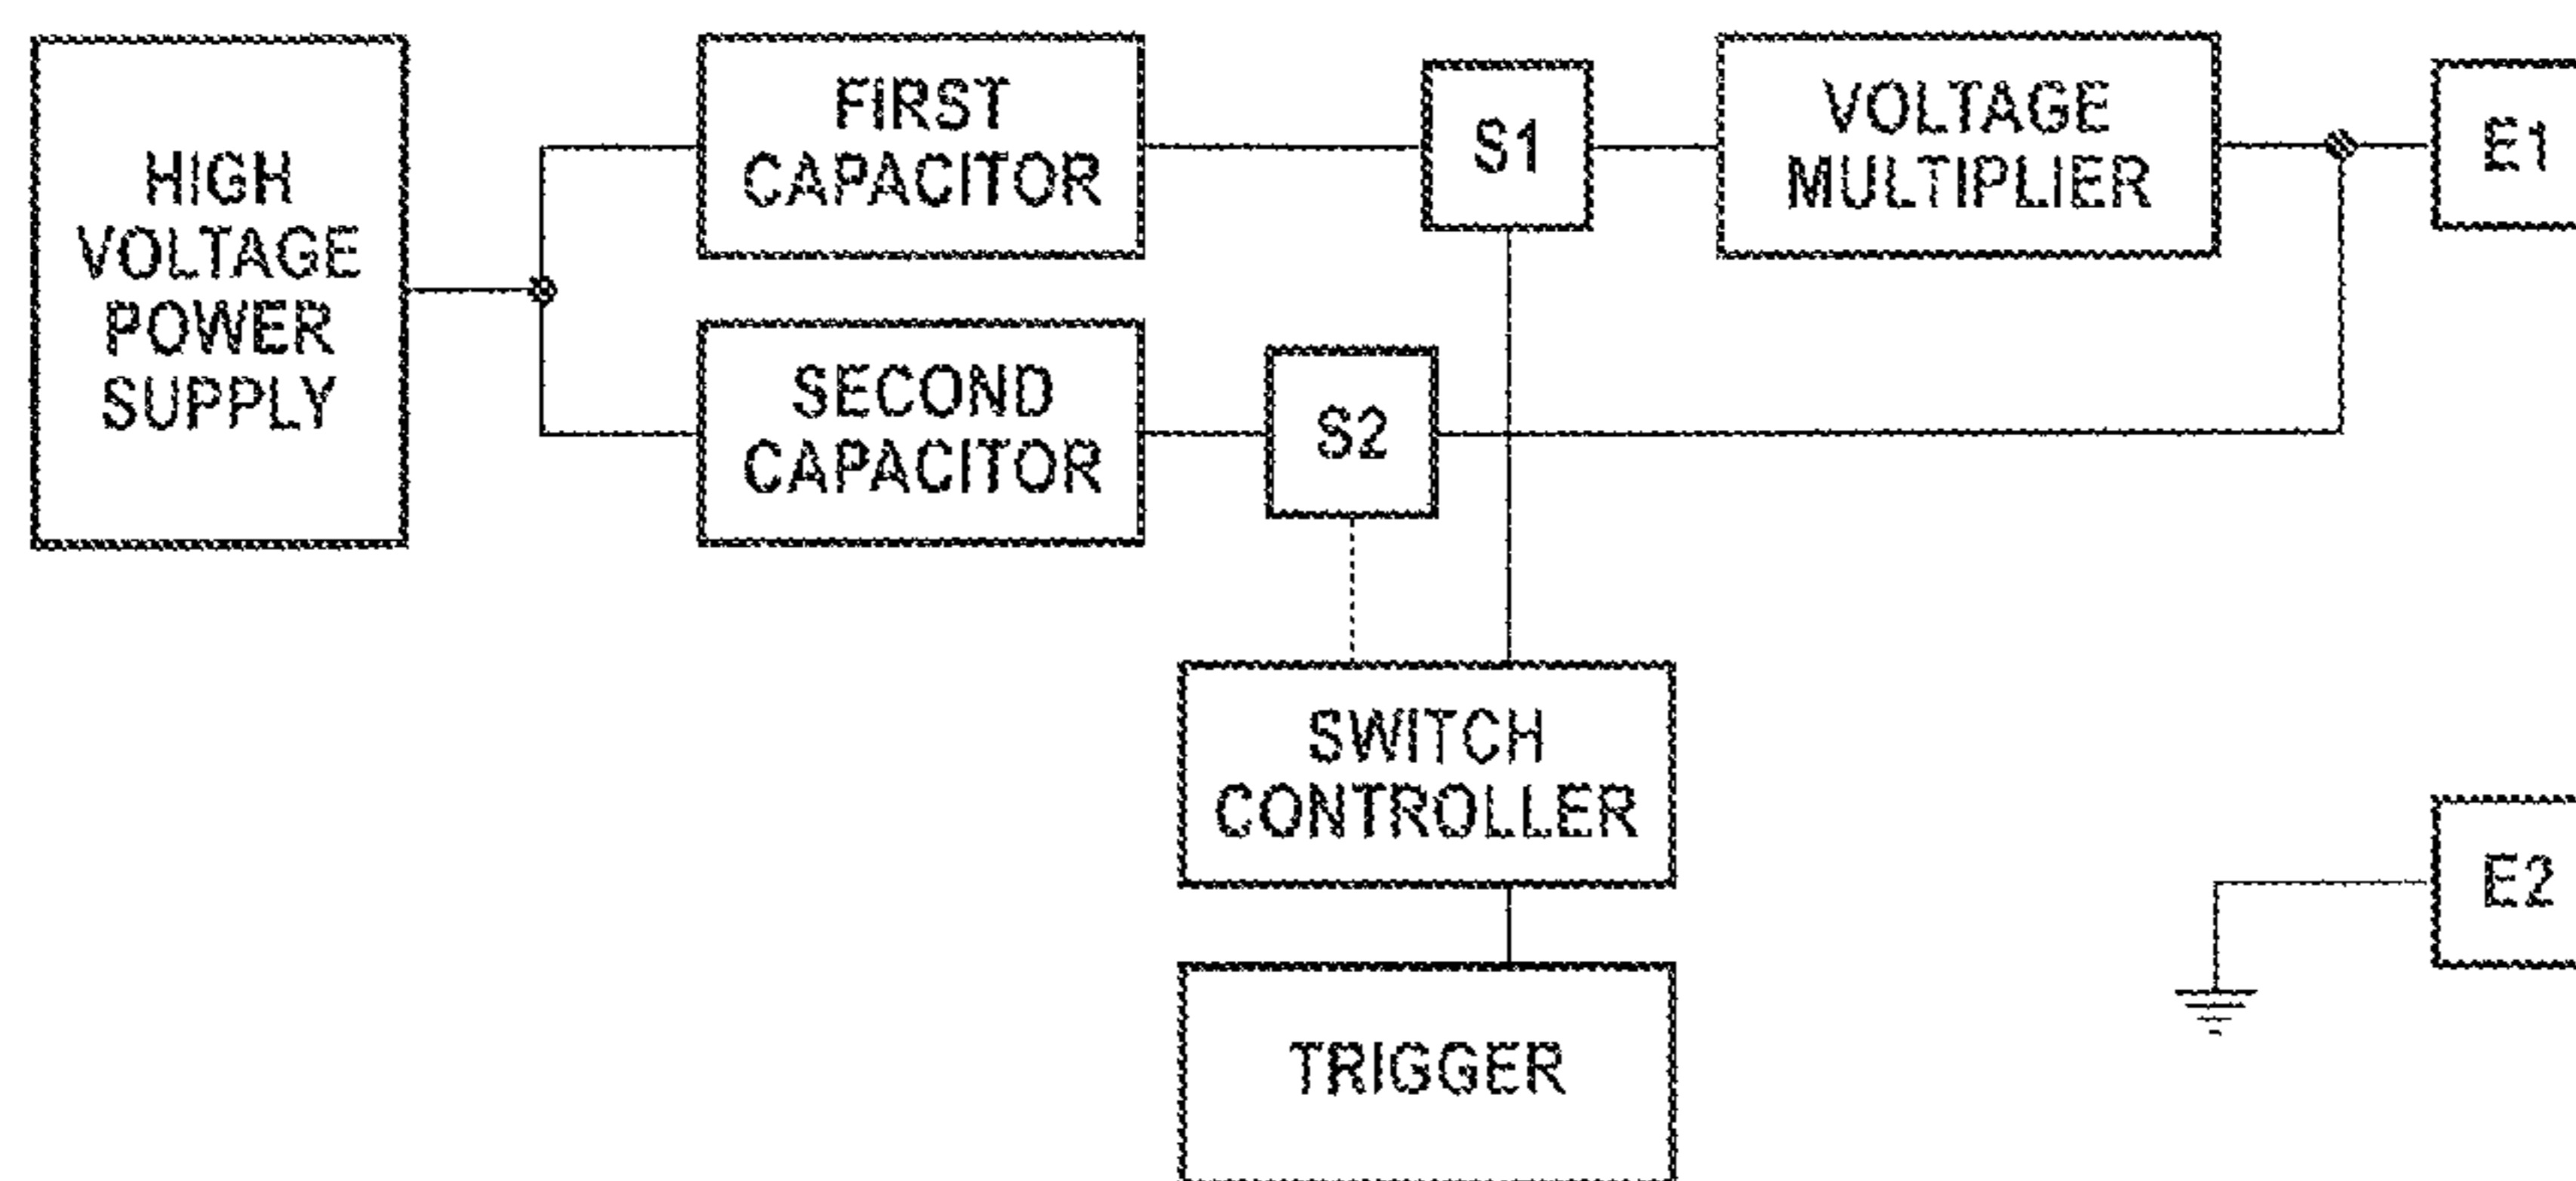 HIGH
VOLTAGE
POWER
SUPPLY
FIRST
CAPACITOR
S1
VOLTAGE
MULTIPLIER
E1
SECOND
CAPACITOR
S2
SWITCH
CONTROLLER
E2
TRIGGER